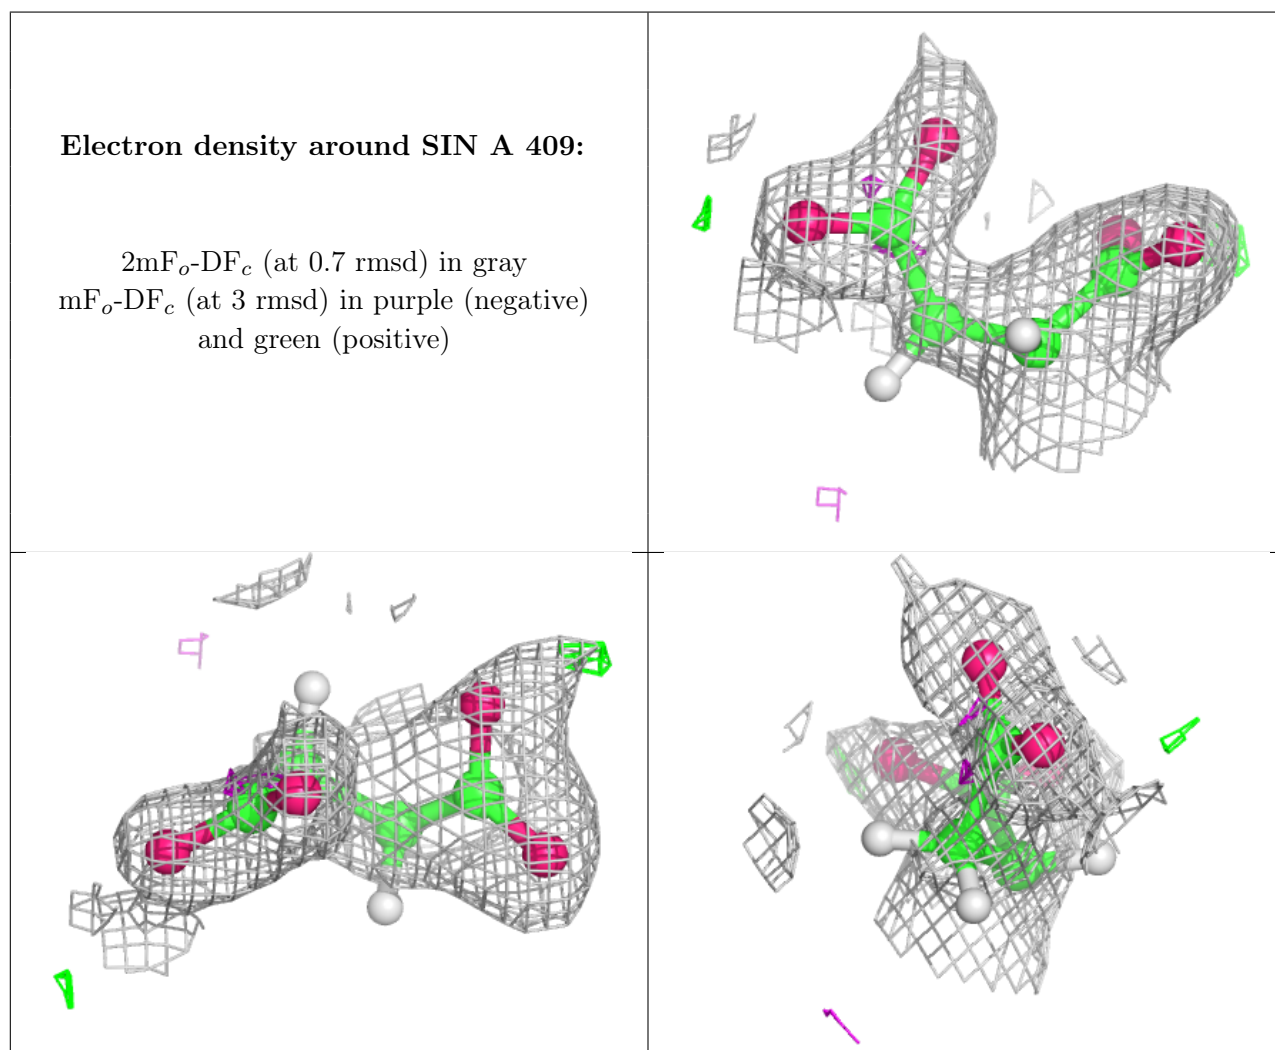 Electron density around SIN A 409:
2mFo-DFc (at 0.7 rmsd) in gray
mFo-DFc (at 3 rmsd) in purple (negative)
and green (positive)